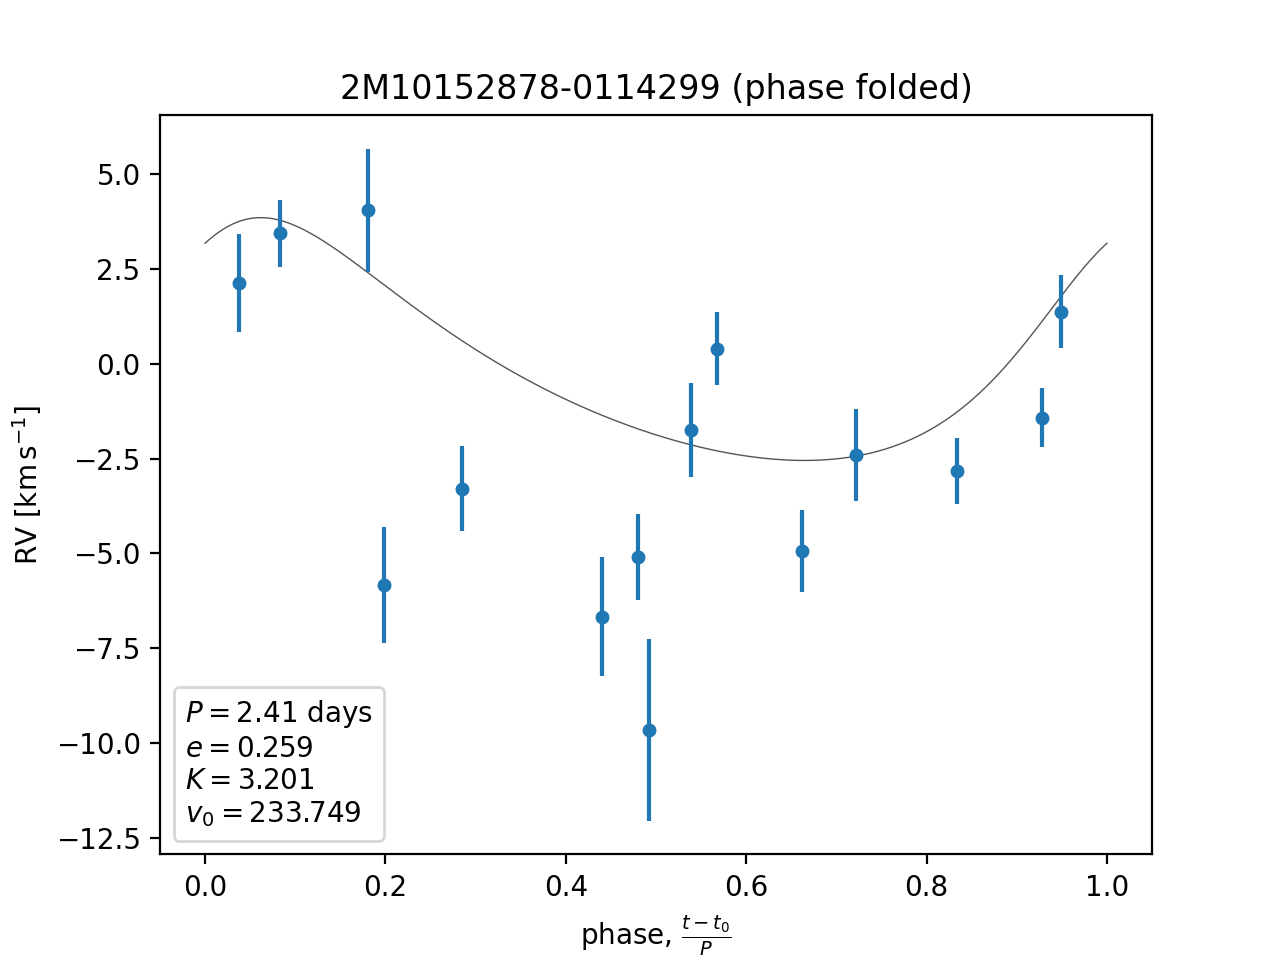 2M10152878-0114299 (phase folded)
5.0
2.5
0.0
−2.5
−5.0
−7.5
−10.0
−12.5
RV [km s⁻¹]
P = 2.41 days
e = 0.259
K = 3.201
v₀ = 233.749
0.0 0.2 0.4 0.6 0.8 1.0
phase, (t − t₀)/P